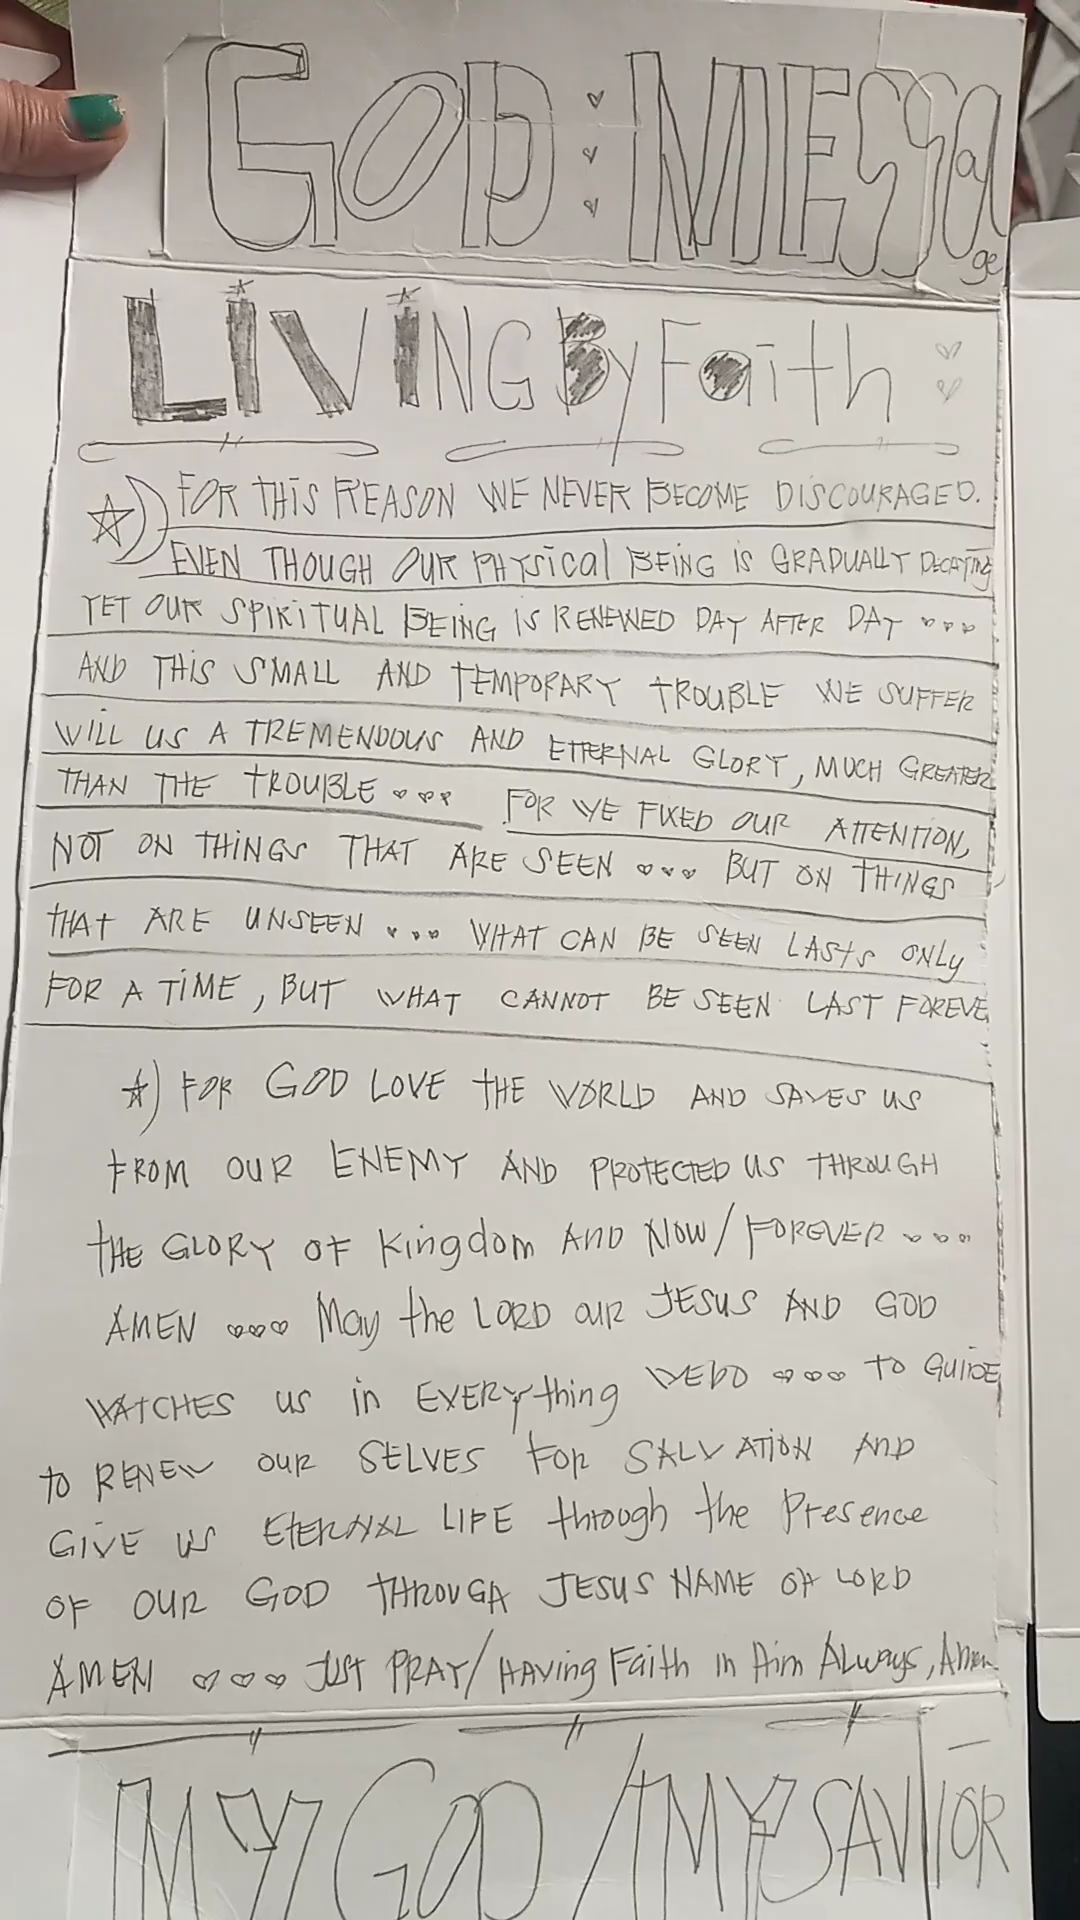 GOD: MESSage
LIVING By Faith
FOR THIS REASON WE NEVER BECOME DISCOURAGED.
EVEN THOUGH OUR PHYSICAL BEING IS GRADUALLY DECAYING
YET OUR SPIRITUAL BEING IS RENEWED DAY AFTER DAY ...
AND THIS SMALL AND TEMPORARY TROUBLE WE SUFFER
WILL US A TREMENDOUS AND ETERNAL GLORY, MUCH GREATER
THAN THE TROUBLE ... FOR WE FIXED OUR ATTENTION,
NOT ON THINGS THAT ARE SEEN ... BUT ON THINGS
THAT ARE UNSEEN ... WHAT CAN BE SEEN LASTS ONLY
FOR A TIME, BUT WHAT CANNOT BE SEEN LAST FOREVE
FOR GOD LOVE THE WORLD AND SAVES US
FROM OUR ENEMY AND PROTECTED US THROUGH
THE GLORY OF Kingdom AND NOW/FOREVER ...
AMEN ... May the LORD OUR JESUS AND GOD
WATCHES us in EVERYthing WEDO ... TO GUIDE
TO RENEW OUR SELVES FOR SALVATION AND
GIVE US ETERNAL LIFE through the Presence
OF OUR GOD THROUGH JESUS NAME OF LORD
AMEN ... JUST PRAY/HAVing Faith in Him Always, Amen
MY GOD / MY SAVIOR